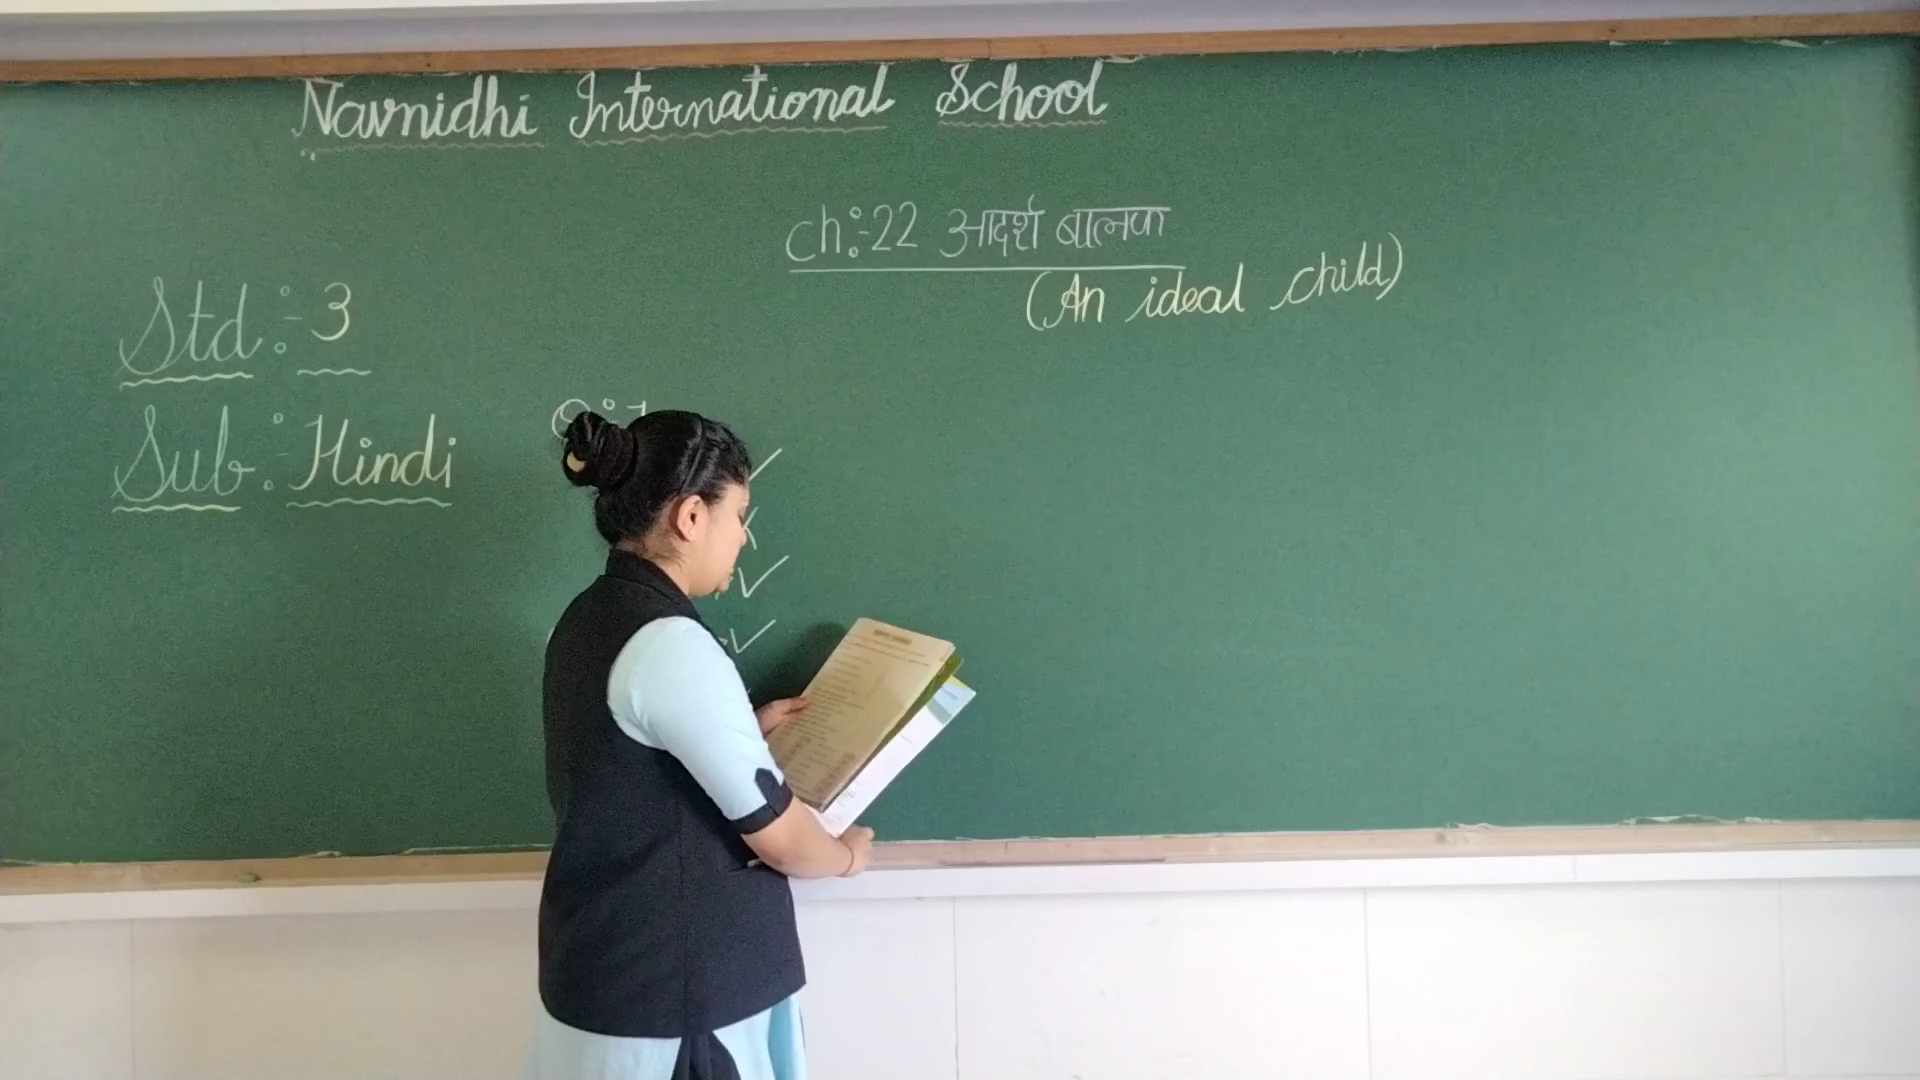 Navnidhi International School
ch:-22 आदर्श बालक
(An ideal child)
Std:- 3
Sub:- Hindi